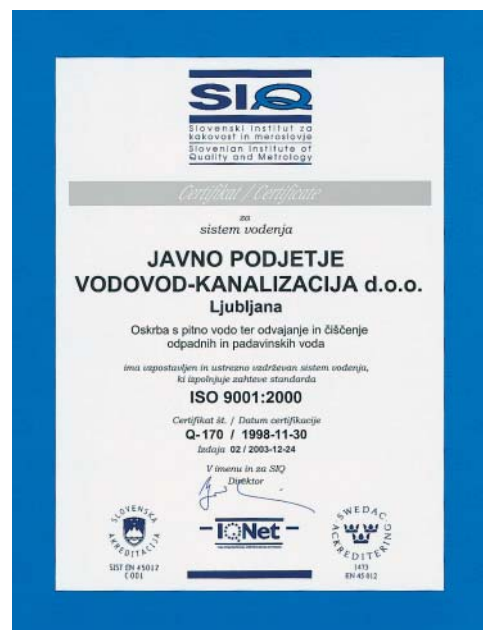 SIQ
Slovenski institut za
kakovost in meroslovje
Slovenian Institute of
Quality and Metrology
Certifikat / Certificate
za
sistem vodenja
JAVNO PODJETJE
VODOVOD-KANALIZACIJA d.o.o.
Ljubljana
Oskrba s pitno vodo ter odvajanje in čiščenje
odpadnih in padavinskih voda
ima vzpostavljen in ustrezno vzdrževan sistem vodenja,
ki izpolnjuje zahteve standarda
ISO 9001:2000
Certifikat št. / Datum certifikacije
Q-170 / 1998-11-30
Izdaja 02 / 2003-12-24
V imenu in za SIQ
Direktor
SLOVENSKA
AKREDITACIJA
SIST EN 45012
C 001
- IQNet -
SWEDAC
ACKREDITERING
1473
EN 45 012